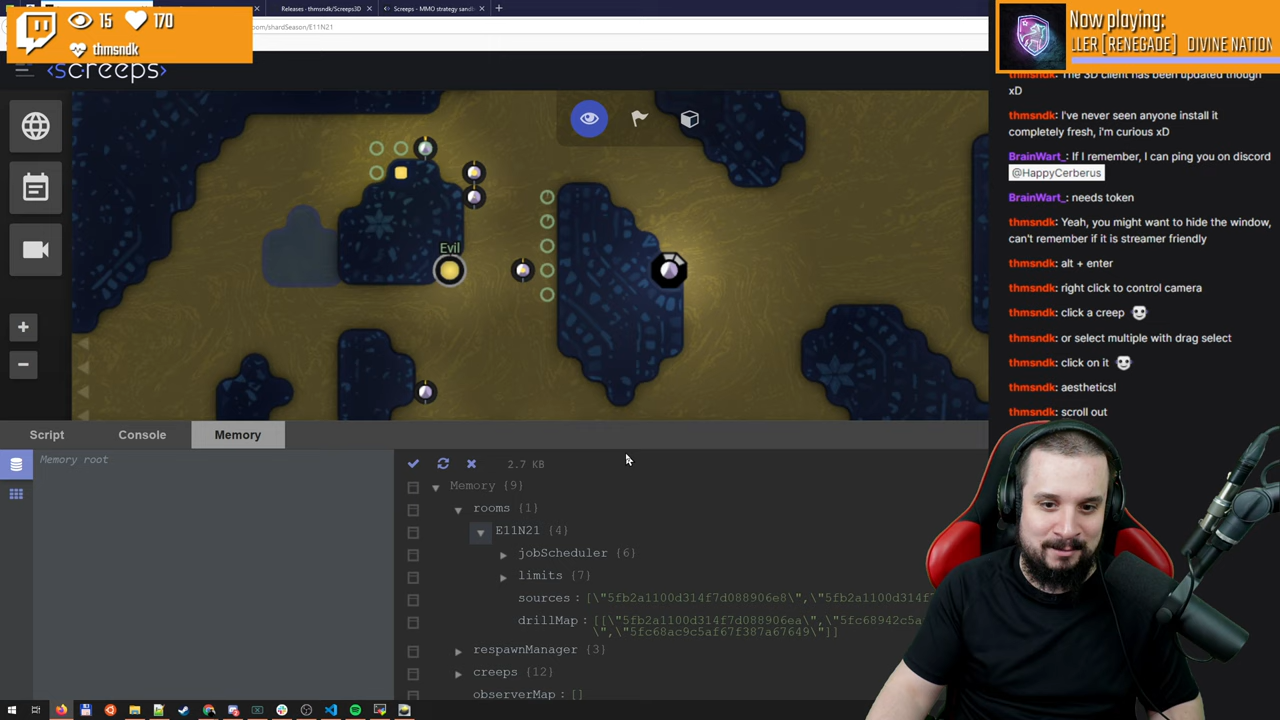 15 170
thmsndk
Releases · thmsndk/Screeps3D
Screeps - MMO strategy sandb
om/shardSeason/E11N21
<screeps>
Evil
Script Console Memory
Memory root
2.7 KB
Memory {9}
rooms {1}
E11N21 {4}
jobScheduler {6}
limits {7}
sources : [\"5fb2a1100d314f7d088906e8\",\"5fb2a1100d314f7
drillMap : [[\"5fb2a1100d314f7d088906ea\",\"5fc68942c5a
\",\"5fc68ac9c5af67f387a67649\"]]
respawnManager {3}
creeps {12}
observerMap : []
Now playing:
LLER [RENEGADE] DIVINE NATION
thmsndk: The 3D client has been updated though
xD
thmsndk: I've never seen anyone install it
completely fresh, i'm curious xD
BrainWart_: If I remember, I can ping you on discord
@HappyCerberus
BrainWart_: needs token
thmsndk: Yeah, you might want to hide the window,
can't remember if it is streamer friendly
thmsndk: alt + enter
thmsndk: right click to control camera
thmsndk: click a creep
thmsndk: or select multiple with drag select
thmsndk: click on it
thmsndk: aesthetics!
thmsndk: scroll out